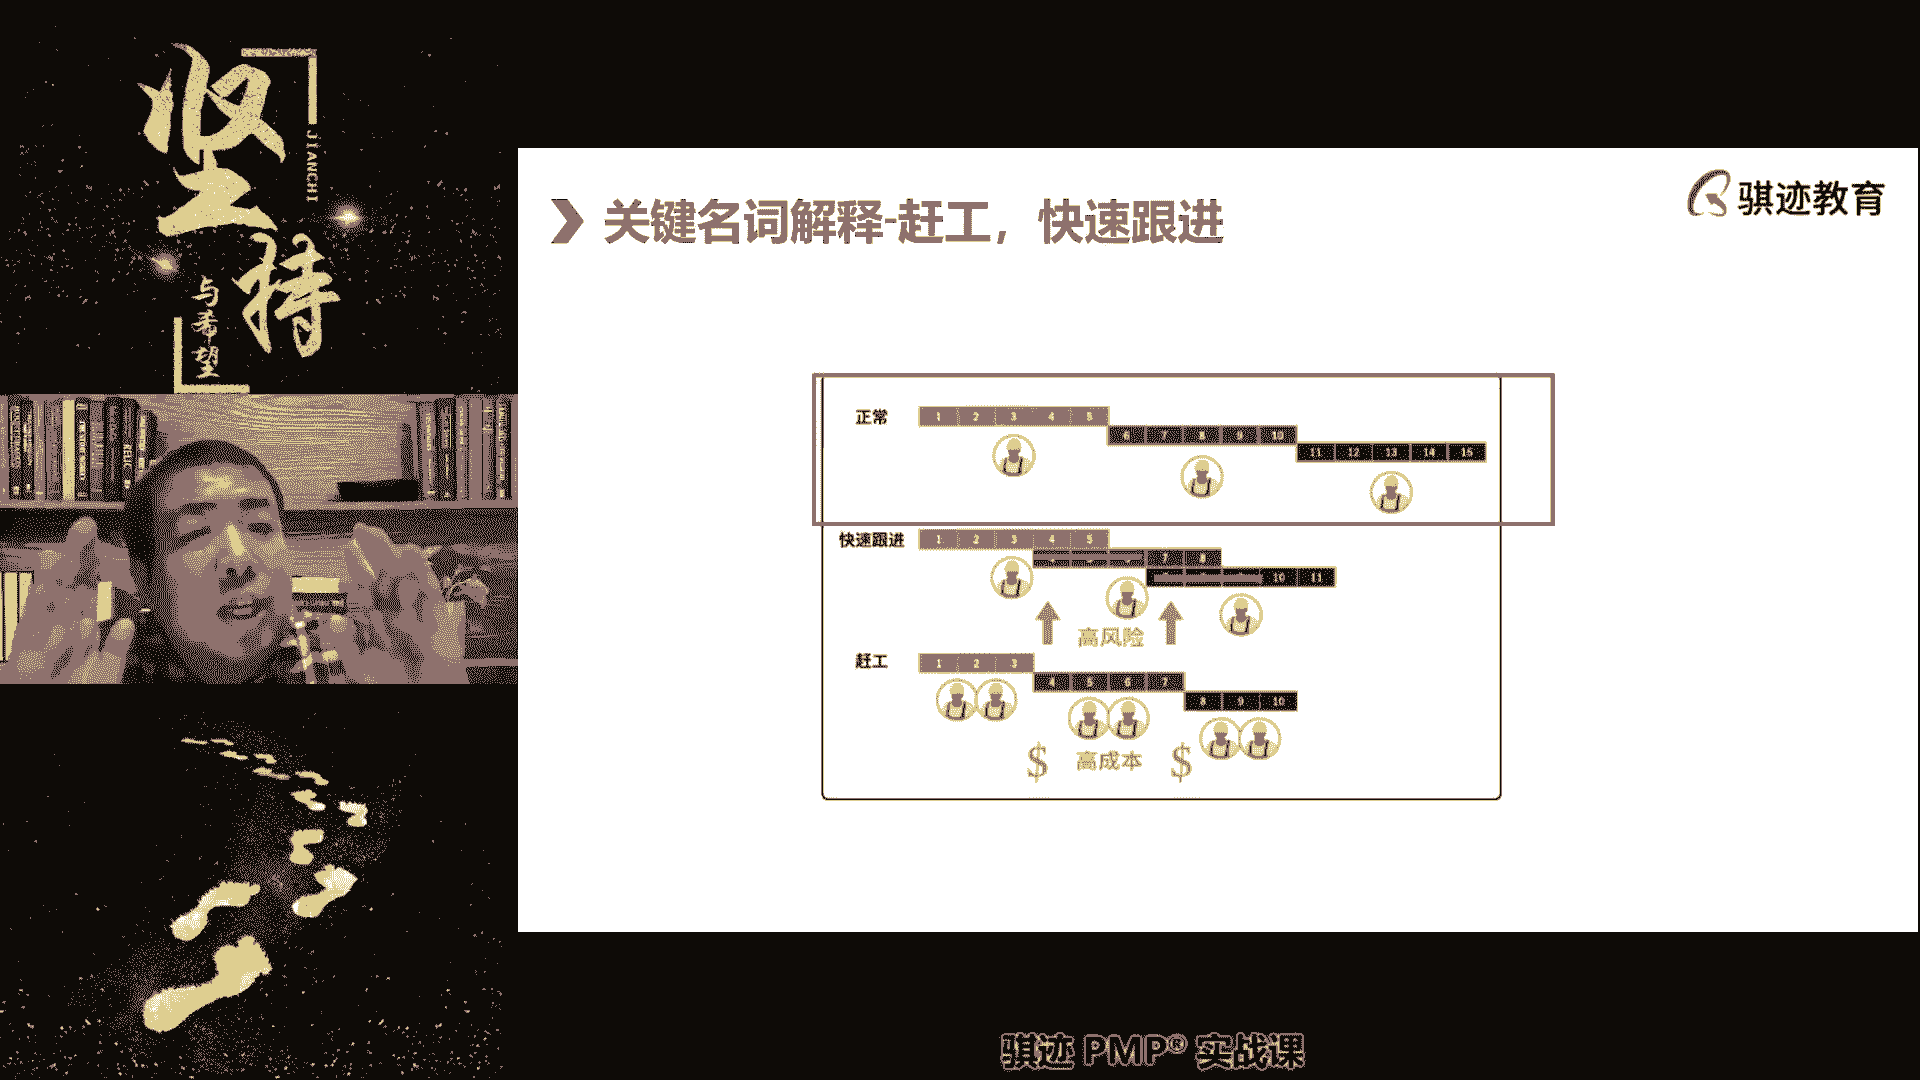 坚持
JIANCHI
与希望
关键名词解释-赶工，快速跟进
骐迹教育
正常
1 2 3 4 5
6 7 8 9 10
11 12 13 14 15
快速跟进
1 2 3 4 5
7 8
10 11
高风险
赶工
1 2 3
4 5 6 7
8 9 10
$ 高成本 $
骐迹 PMP® 实战课